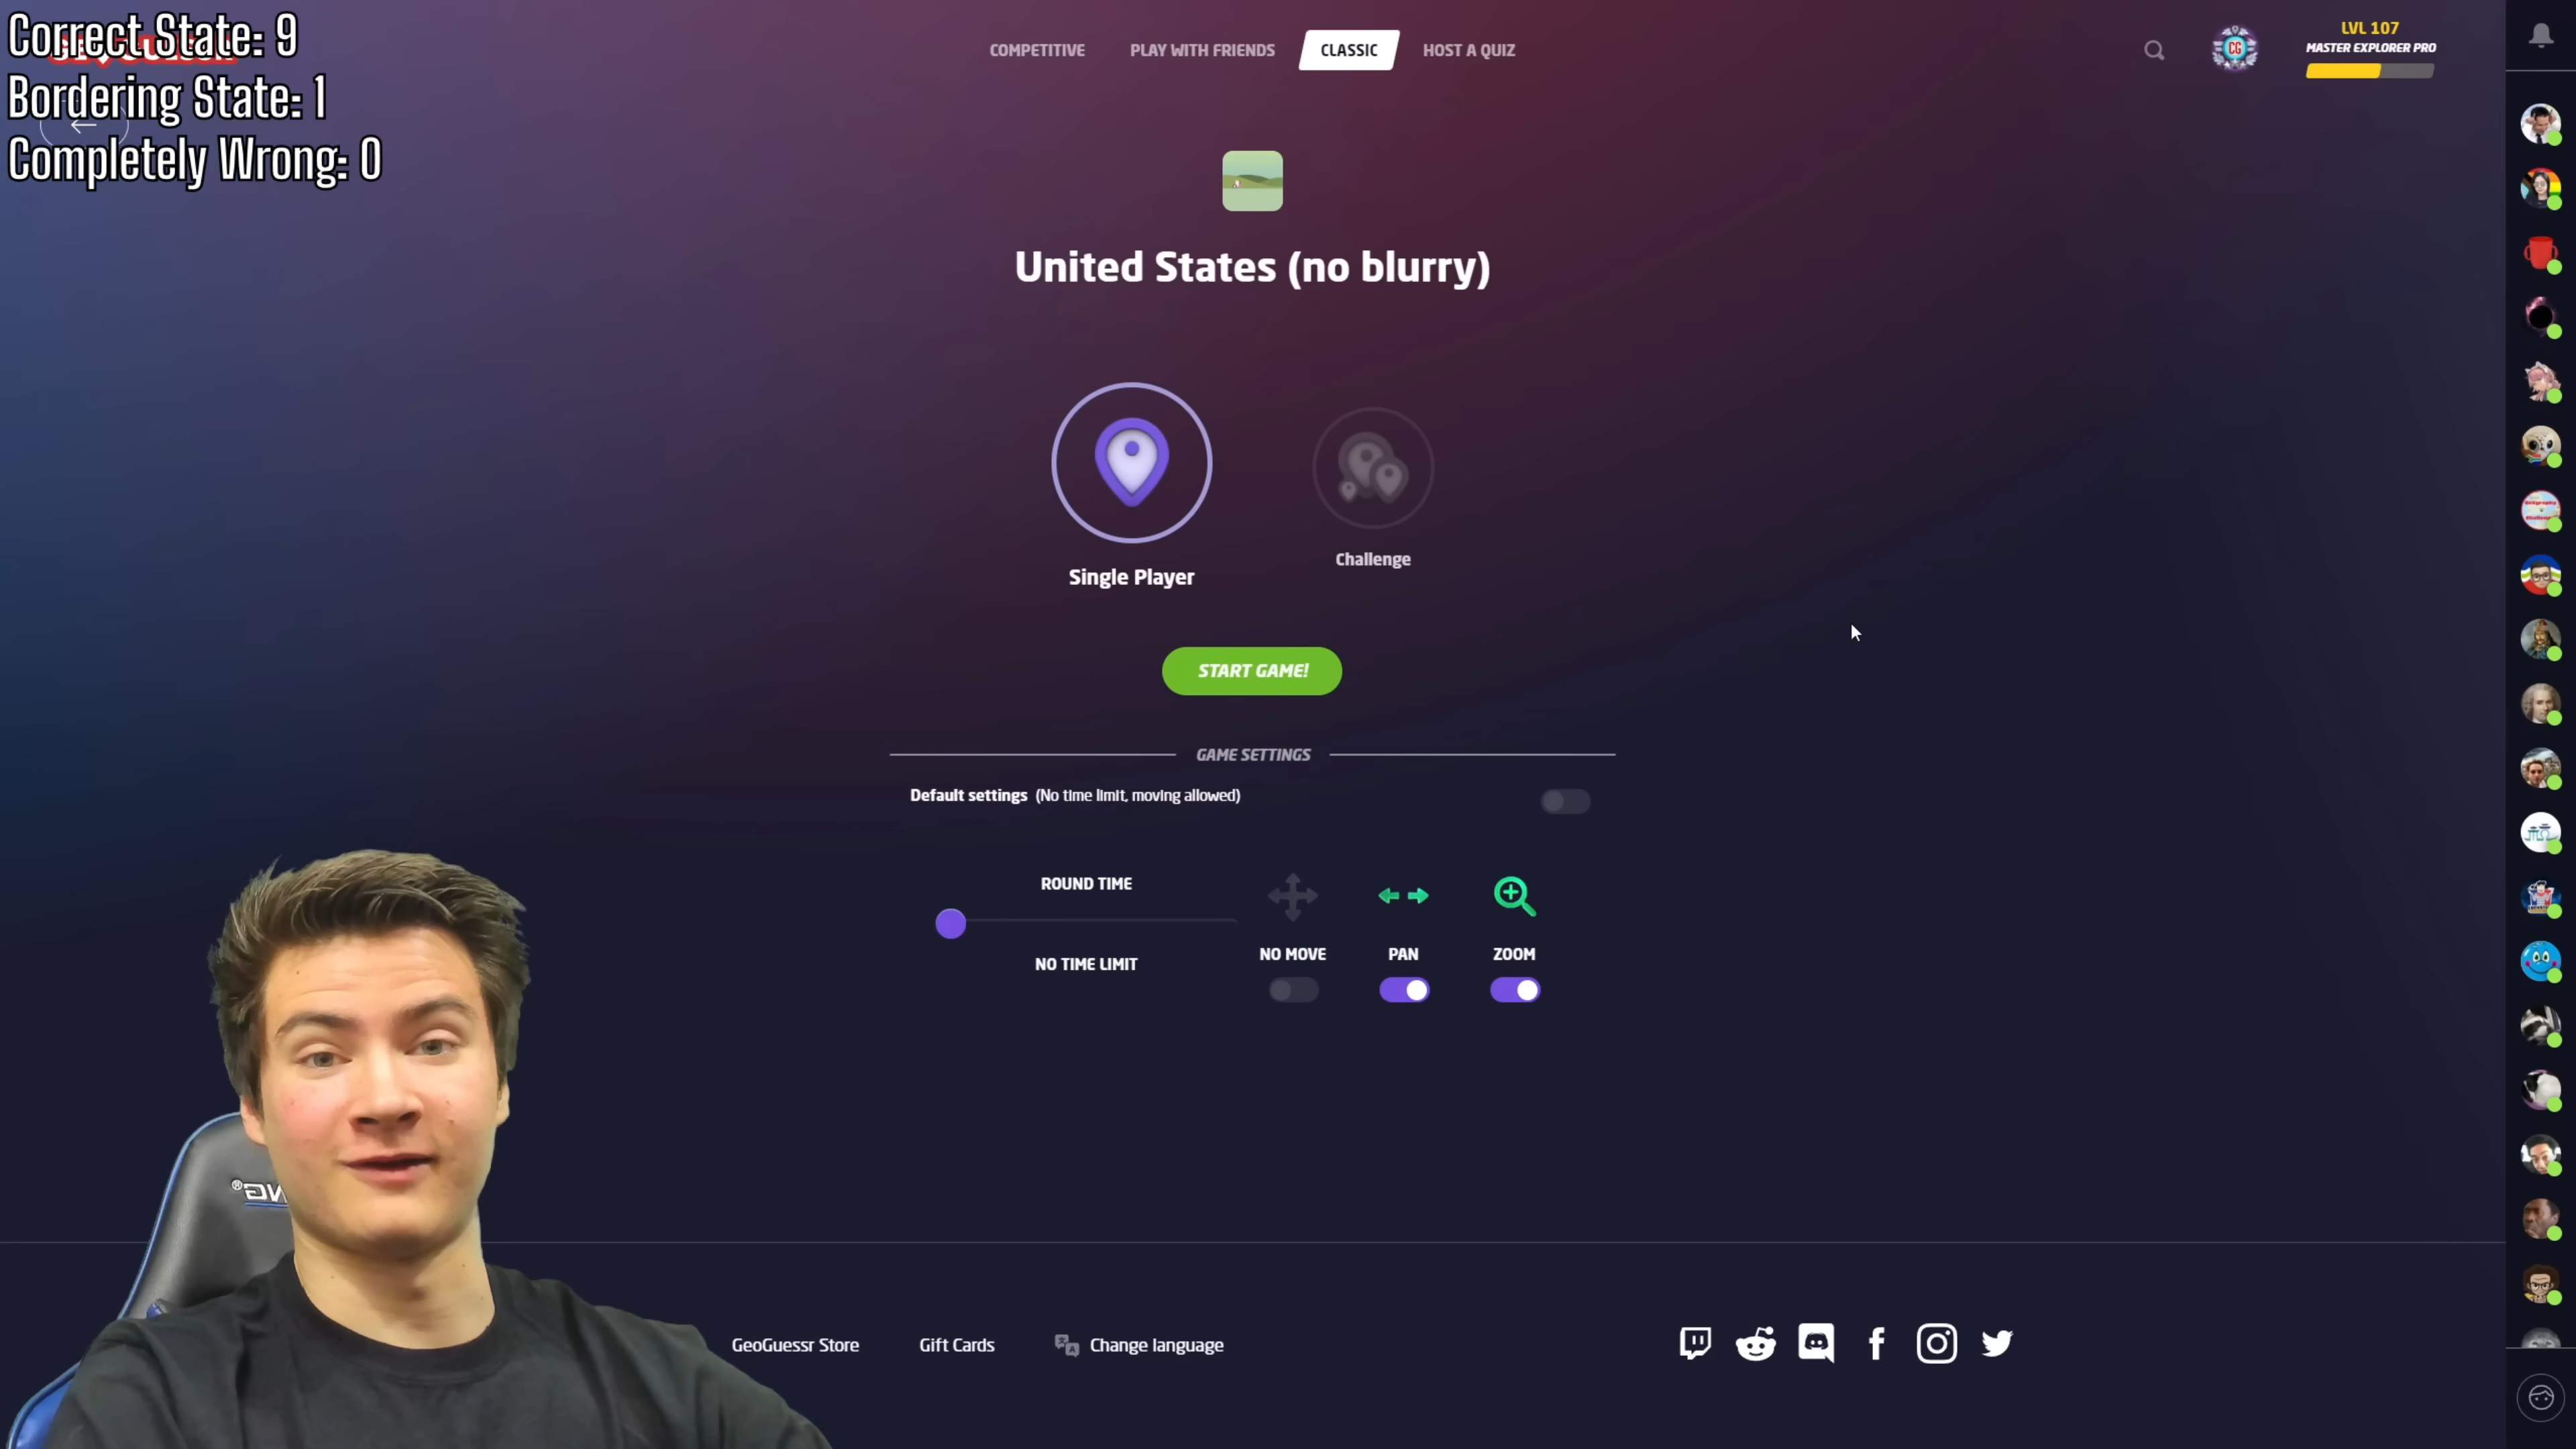 Correct State: 9
Bordering State: 1
Completely Wrong: 0
COMPETITIVE
PLAY WITH FRIENDS
CLASSIC
HOST A QUIZ
CG
LVL 107
MASTER EXPLORER PRO
United States (no blurry)
Single Player
Challenge
START GAME!
GAME SETTINGS
Default settings (No time limit, moving allowed)
ROUND TIME
NO TIME LIMIT
NO MOVE
PAN
ZOOM
GeoGuessr Store
Gift Cards
Change language